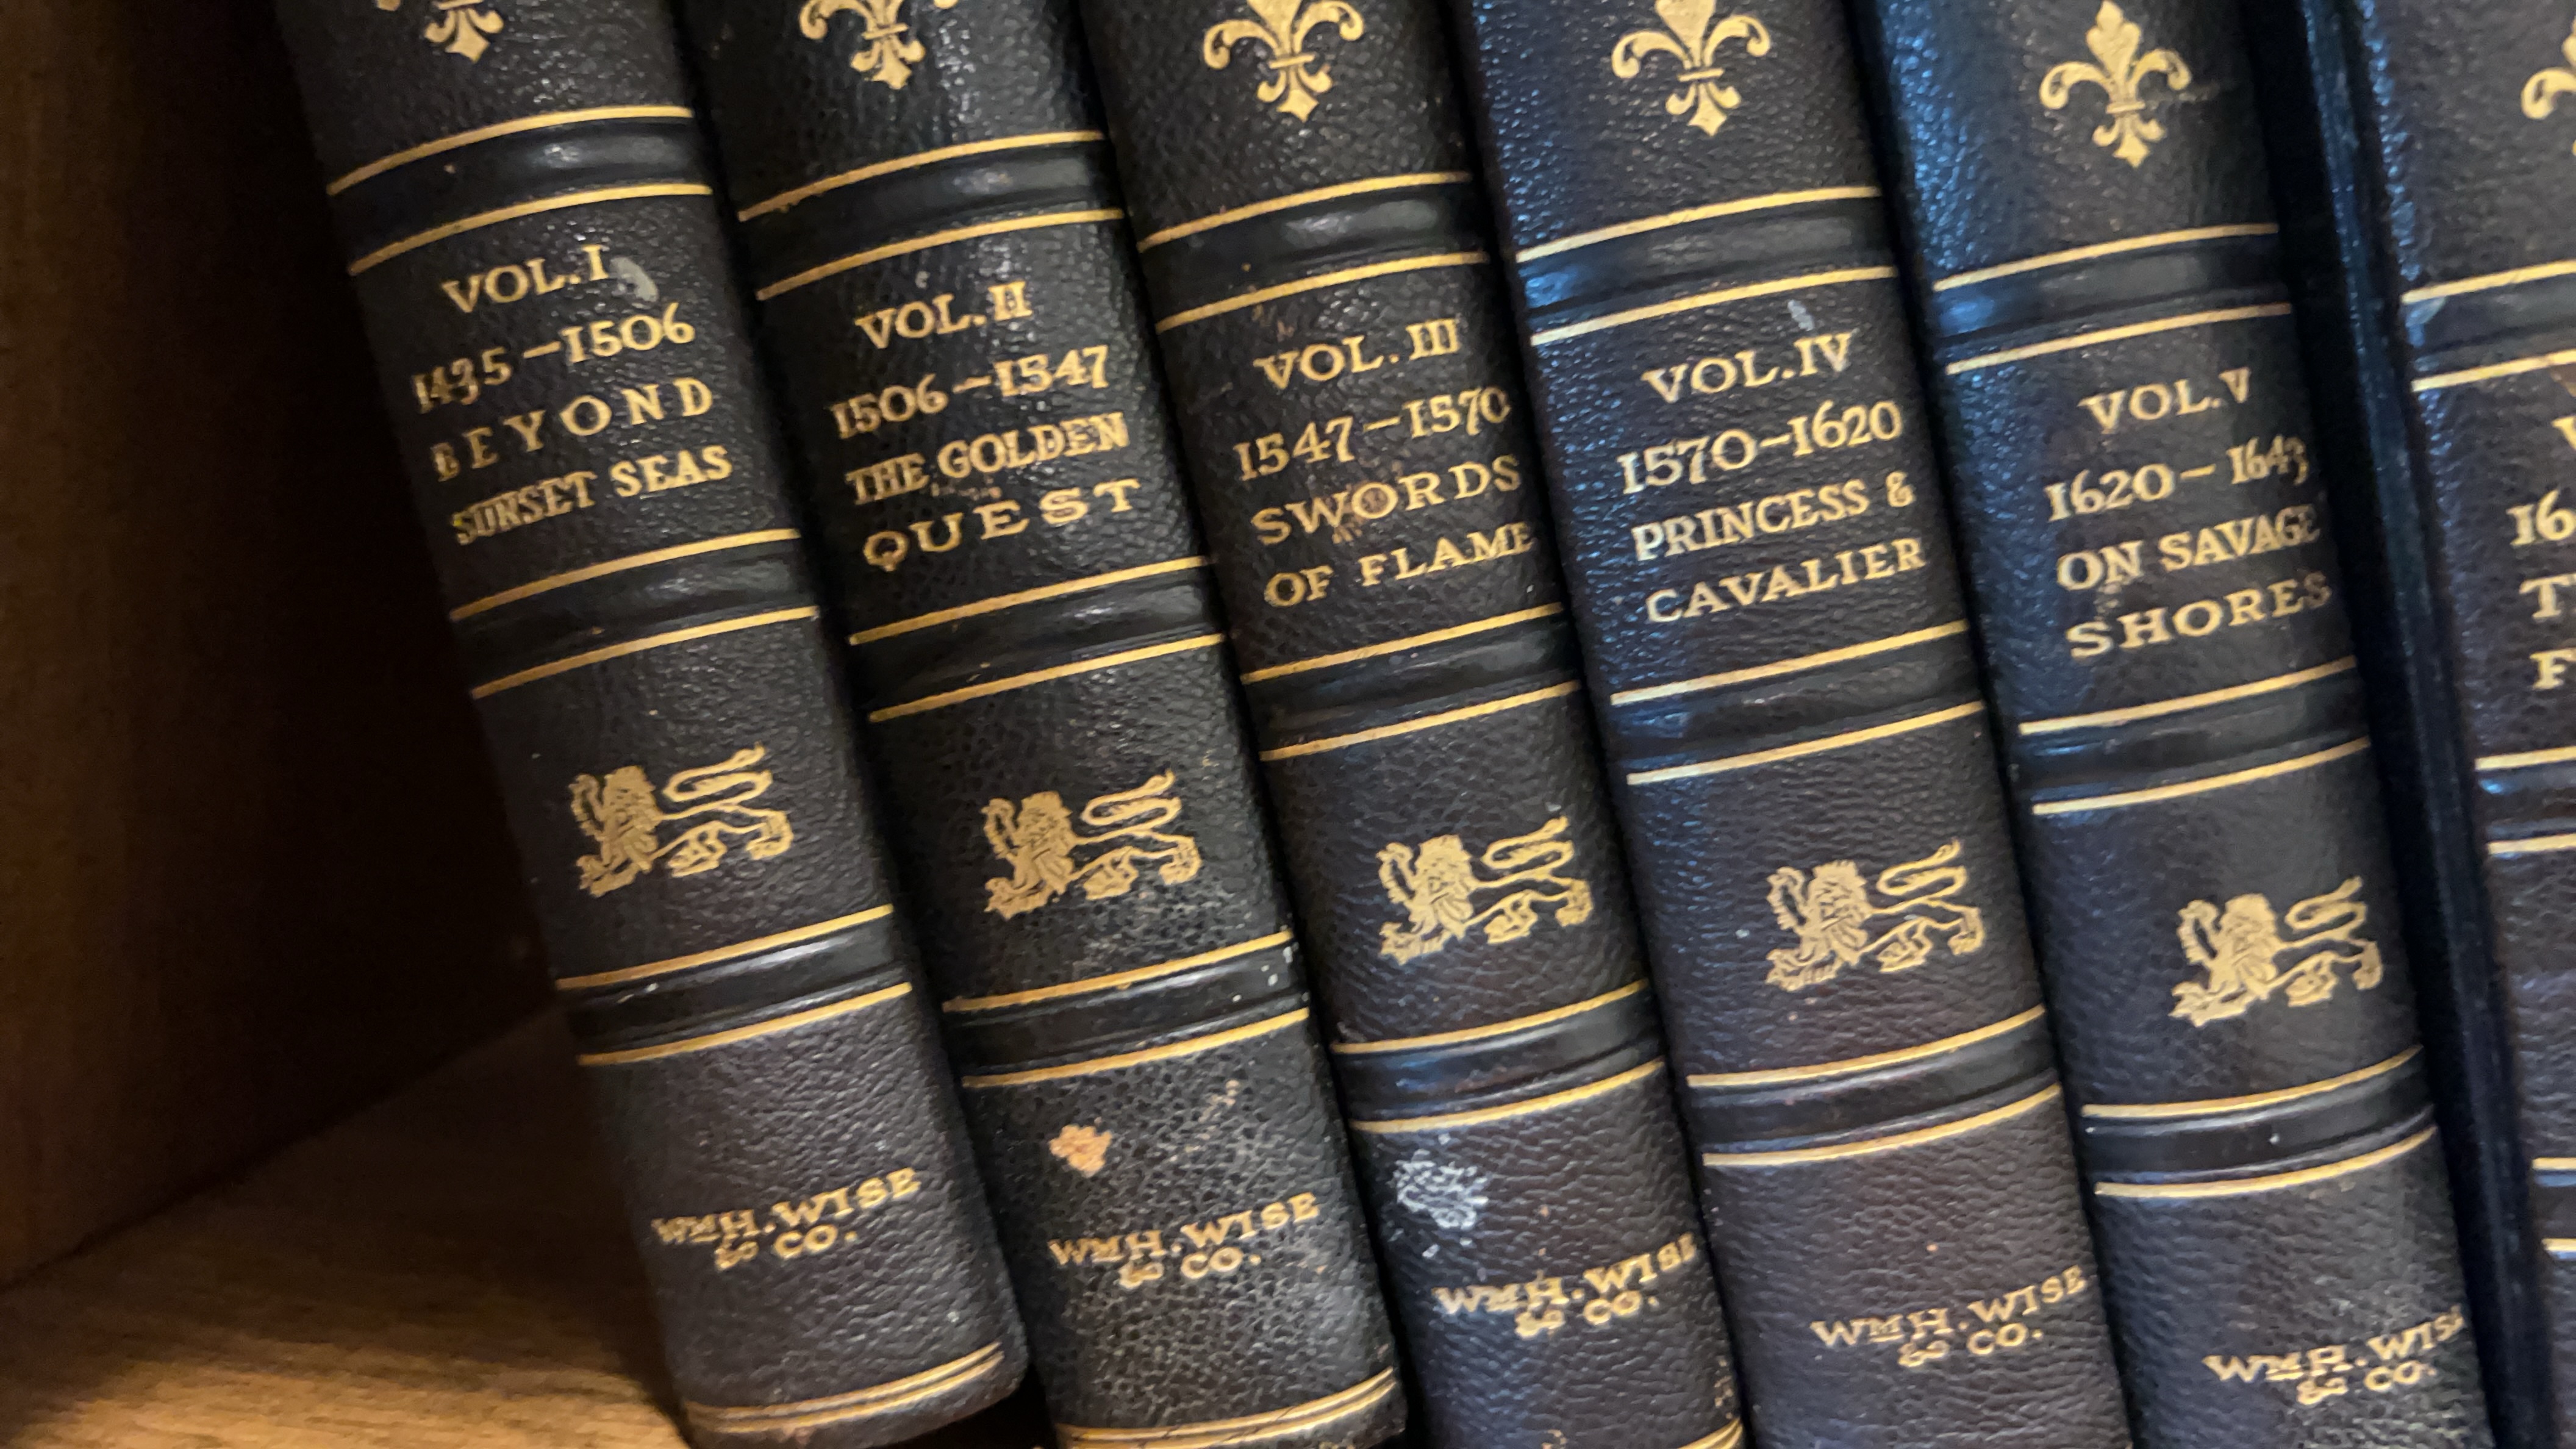 VOL. I
1435-1506
BEYOND
SUNSET SEAS
WM H. WISE
& CO.
VOL. II
1506-1547
THE GOLDEN
QUEST
WM H. WISE
& CO.
VOL. III
1547-1570
SWORDS
OF FLAME
WM H. WISE
& CO.
VOL. IV
1570-1620
PRINCESS &
CAVALIER
WM H. WISE
& CO.
VOL. V
1620-1643
ON SAVAGE
SHORES
WM H. WISE
& CO.